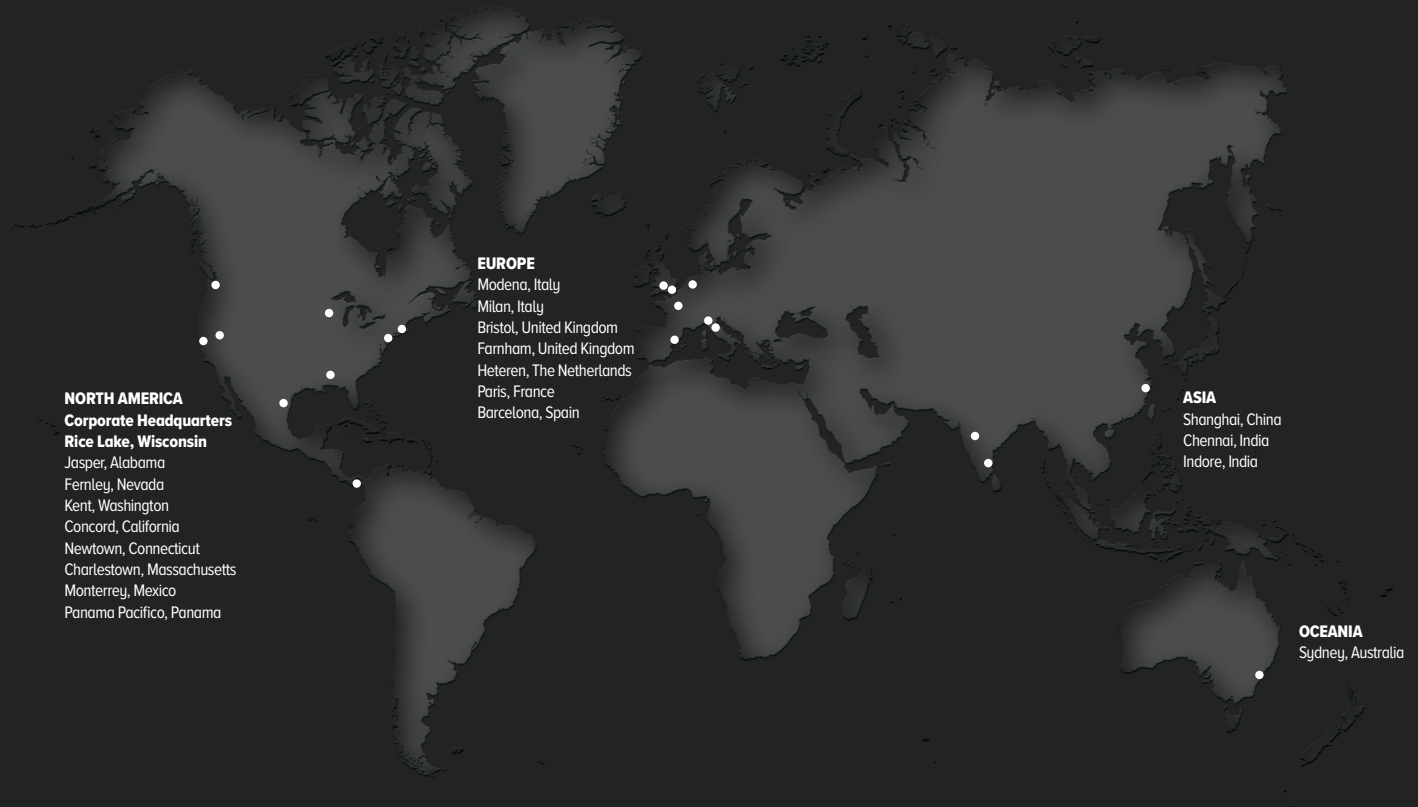 NORTH AMERICA
Corporate Headquarters
Rice Lake, Wisconsin
Jasper, Alabama
Fernley, Nevada
Kent, Washington
Concord, California
Newtown, Connecticut
Charlestown, Massachusetts
Monterrey, Mexico
Panama Pacifico, Panama
EUROPE
Modena, Italy
Milan, Italy
Bristol, United Kingdom
Farnham, United Kingdom
Heteren, The Netherlands
Paris, France
Barcelona, Spain
ASIA
Shanghai, China
Chennai, India
Indore, India
OCEANIA
Sydney, Australia